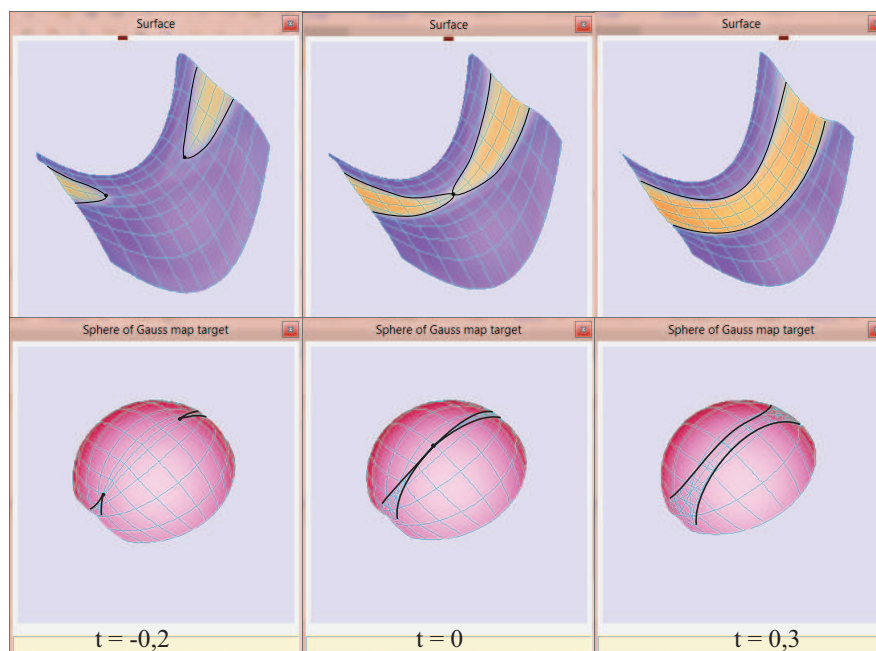 Surface Surface Surface
Sphere of Gauss map target Sphere of Gauss map target Sphere of Gauss map target
t = -0,2 t = 0 t = 0,3